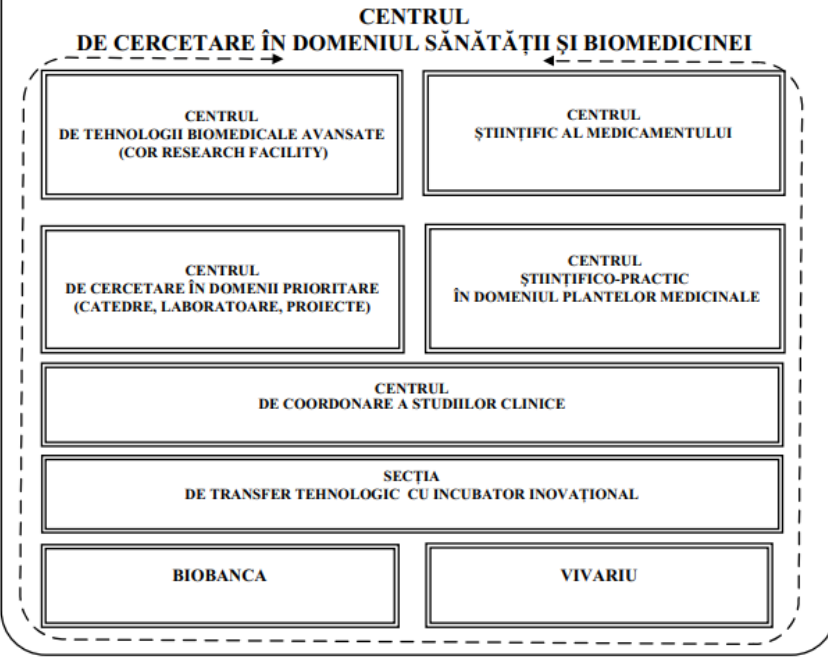 CENTRUL
DE CERCETARE ÎN DOMENIUL SĂNĂTĂȚII ȘI BIOMEDICINEI
CENTRUL
DE TEHNOLOGII BIOMEDICALE AVANSATE
(COR RESEARCH FACILITY)
CENTRUL
ȘTIINȚIFIC AL MEDICAMENTULUI
CENTRUL
DE CERCETARE ÎN DOMENII PRIORITARE
(CATEDRE, LABORATOARE, PROIECTE)
CENTRUL
ȘTIINȚIFICO-PRACTIC
ÎN DOMENIUL PLANTELOR MEDICINALE
CENTRUL
DE COORDONARE A STUDIILOR CLINICE
SECȚIA
DE TRANSFER TEHNOLOGIC CU INCUBATOR INOVAȚIONAL
BIOBANCA
VIVARIU